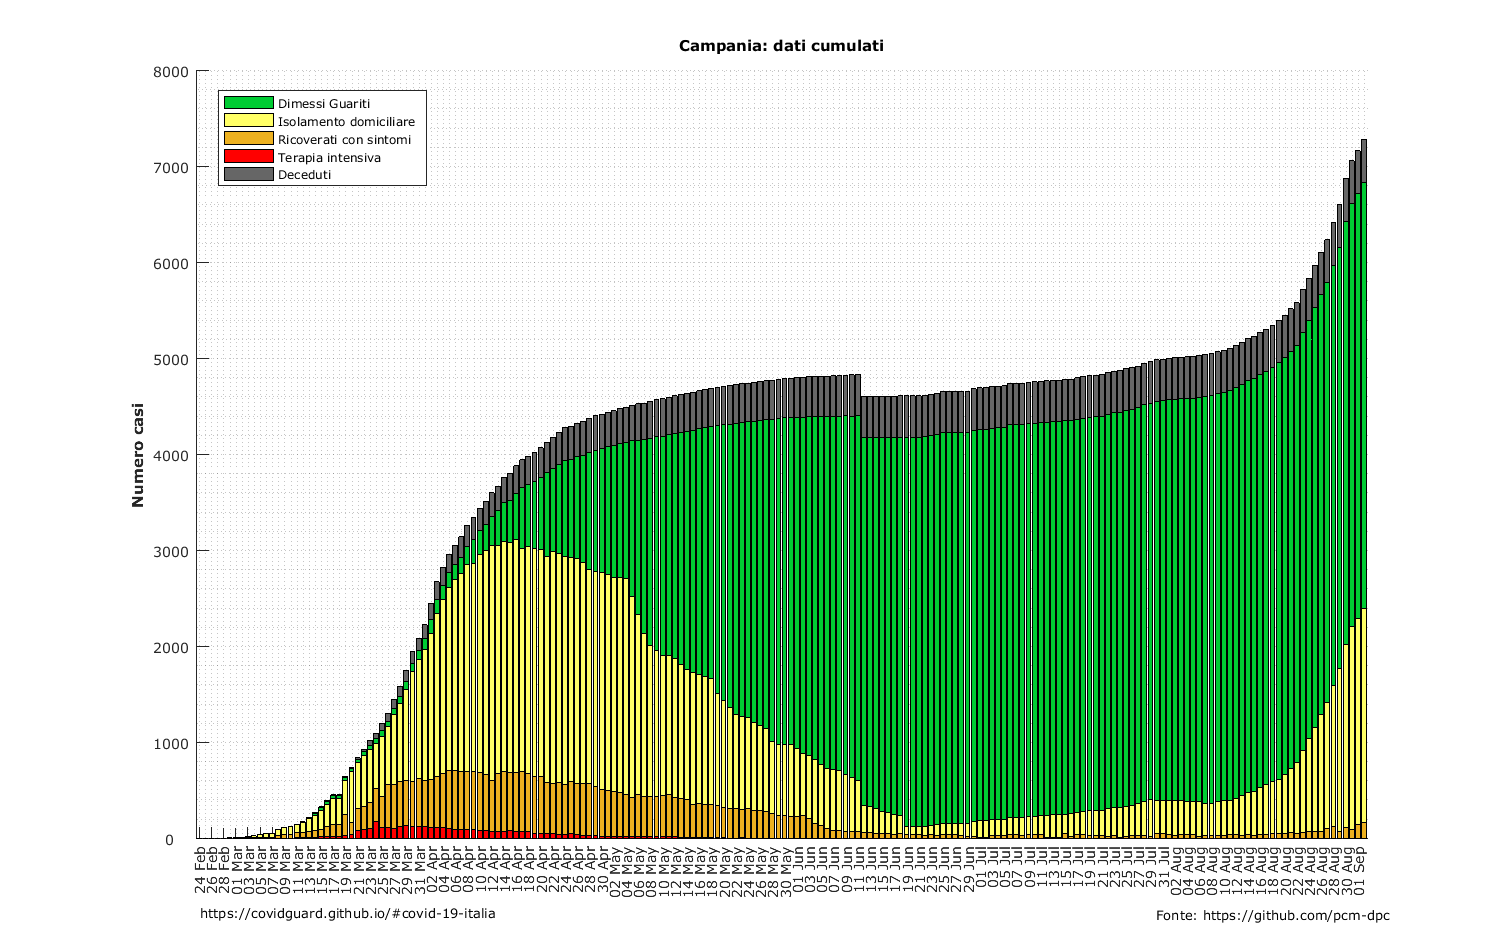 Campania: dati cumulati
8000
7000
6000
5000
4000
3000
2000
1000
0
Numero casi
Dimessi Guariti
Isolamento domiciliare
Ricoverati con sintomi
Terapia intensiva
Deceduti
24 Feb
26 Feb
28 Feb
01 Mar
03 Mar
05 Mar
07 Mar
09 Mar
11 Mar
13 Mar
15 Mar
17 Mar
19 Mar
21 Mar
23 Mar
25 Mar
27 Mar
29 Mar
31 Mar
02 Apr
04 Apr
06 Apr
08 Apr
10 Apr
12 Apr
14 Apr
16 Apr
18 Apr
20 Apr
22 Apr
24 Apr
26 Apr
28 Apr
30 Apr
02 May
04 May
06 May
08 May
10 May
12 May
14 May
16 May
18 May
20 May
22 May
24 May
26 May
28 May
30 May
01 Jun
03 Jun
05 Jun
07 Jun
09 Jun
11 Jun
13 Jun
15 Jun
17 Jun
19 Jun
21 Jun
23 Jun
25 Jun
27 Jun
29 Jun
01 Jul
03 Jul
05 Jul
07 Jul
09 Jul
11 Jul
13 Jul
15 Jul
17 Jul
19 Jul
21 Jul
23 Jul
25 Jul
27 Jul
29 Jul
31 Jul
02 Aug
04 Aug
06 Aug
08 Aug
10 Aug
12 Aug
14 Aug
16 Aug
18 Aug
20 Aug
22 Aug
24 Aug
26 Aug
28 Aug
30 Aug
01 Sep
https://covidguard.github.io/#covid-19-italia
Fonte: https://github.com/pcm-dpc